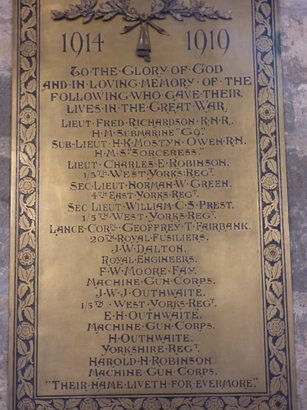 1914 1919
TO·THE·GLORY·OF·GOD
AND·IN·LOVING·MEMORY·OF·THE
FOLLOWING·WHO·GAVE·THEIR
LIVES·IN·THE·GREAT·WAR
LIEUT·FRED·RICHARDSON·R·N·R·
H·M·SUBMARINE "G9."
SUB-LIEUT·H·K·MOSTYN·OWEN·R·N.
H·M·S "SORCERESS"
LIEUT·CHARLES·E·ROBINSON,
1/5TH WEST·YORKS·REGT.
SEC·LIEUT·NORMAN·W·GREEN.
4TH EAST·YORKS·REGT.
SEC LIEUT·WILLIAM·C·S·PREST.
1/5TH WEST·YORKS·REGT.
LANCE·CORPL·GEOFFREY·T·FAIRBANK.
20TH ROYAL·FUSILIERS.
J.W·DALTON.
ROYAL·ENGINEERS.
F·W·MOORE·FAY.
MACHINE·GUN·CORPS.
J·W·J·OUTHWAITE.
1/5TH WEST·YORKS·REGT.
E·H·OUTHWAITE.
MACHINE·GUN·CORPS.
H·OUTHWAITE.
YORKSHIRE·REGT.
HAROLD·H·ROBINSON.
MACHINE·GUN·CORPS.
"THEIR·NAME·LIVETH·FOR·EVERMORE"